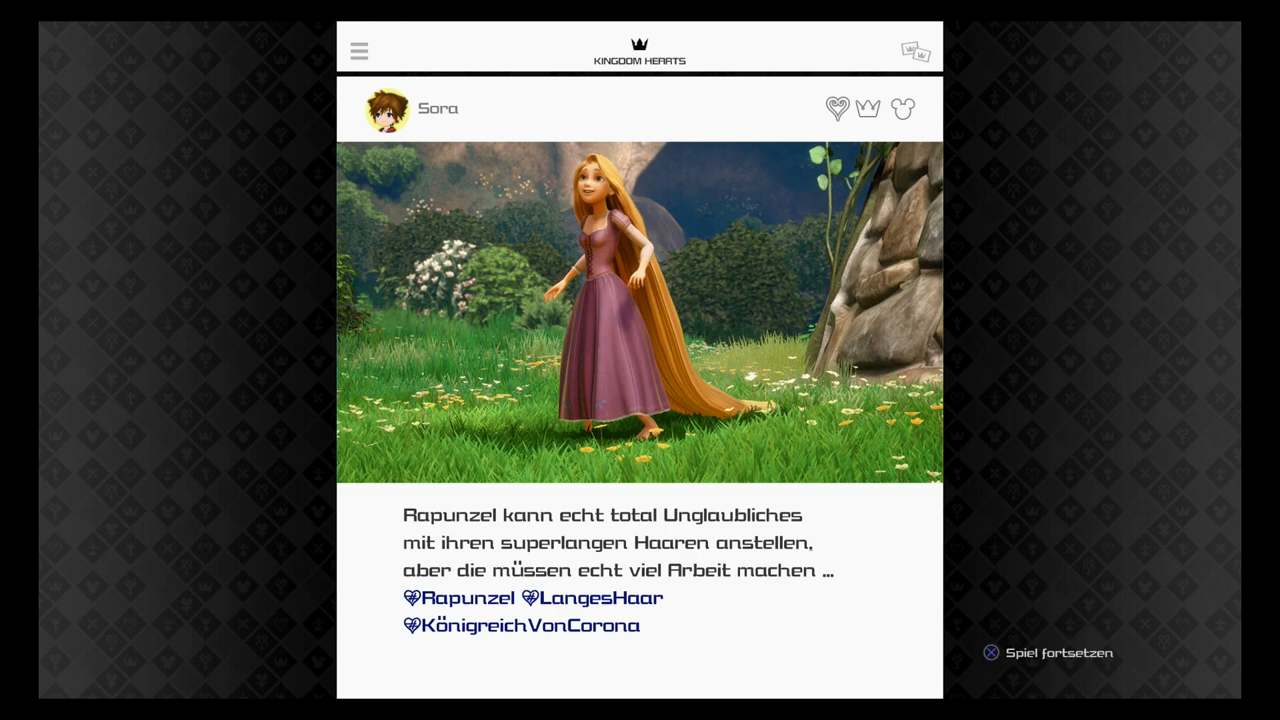 KINGDOM HEARTS
Sora
Rapunzel kann echt total Unglaubliches
mit ihren superlangen Haaren anstellen,
aber die müssen echt viel Arbeit machen ...
#Rapunzel #LangesHaar
#KönigreichVonCorona
Spiel fortsetzen